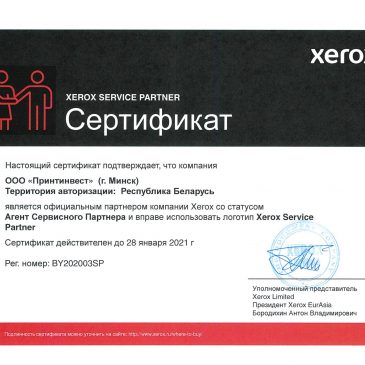 xerox
XEROX SERVICE PARTNER
Сертификат
Настоящий сертификат подтверждает, что компания
ООО «Принтинвест» (г. Минск)
Территория авторизации: Республика Беларусь
является официальным партнером компании Xerox со статусом
Агент Сервисного Партнера и вправе использовать логотип Xerox Service
Partner
Сертификат действителен до 28 января 2021 г
Рег. номер: BY202003SP
Уполномоченный представитель
Xerox Limited
Президент Xerox EurAsia
Бородихин Антон Владимирович
Подлинность сертификата можно уточнить на сайте: http://www.xerox.ru/where-to-buy/